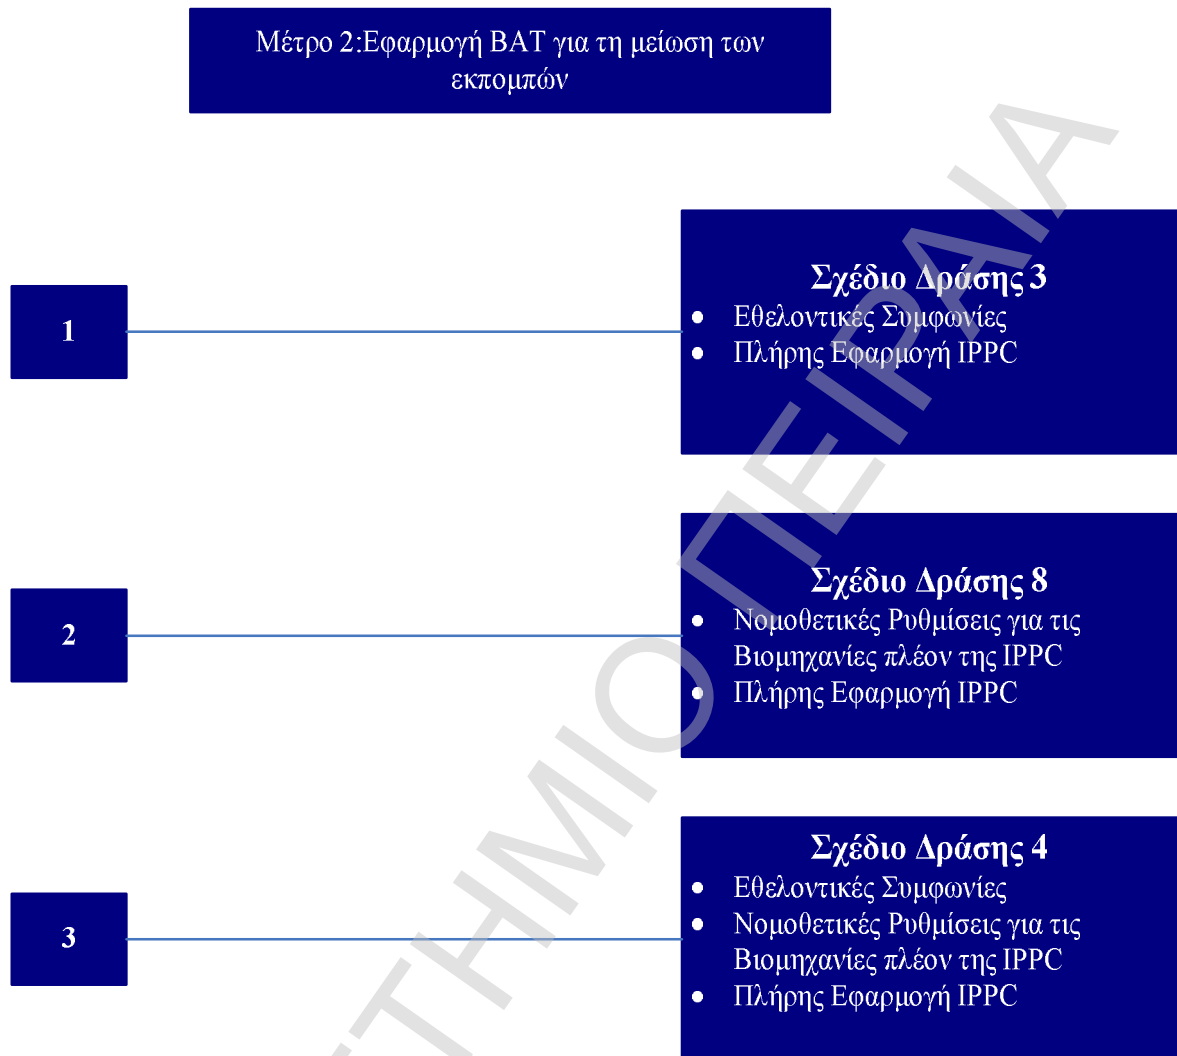 Μέτρο 2:Εφαρμογή BAT για τη μείωση των
εκπομπών
1
Σχέδιο Δράσης 3
• Εθελοντικές Συμφωνίες
• Πλήρης Εφαρμογή IPPC
2
Σχέδιο Δράσης 8
• Νομοθετικές Ρυθμίσεις για τις
Βιομηχανίες πλέον της IPPC
• Πλήρης Εφαρμογή IPPC
3
Σχέδιο Δράσης 4
• Εθελοντικές Συμφωνίες
• Νομοθετικές Ρυθμίσεις για τις
Βιομηχανίες πλέον της IPPC
• Πλήρης Εφαρμογή IPPC
ΤΗΜΙΟ ΠΕΙΡΑΙΑ